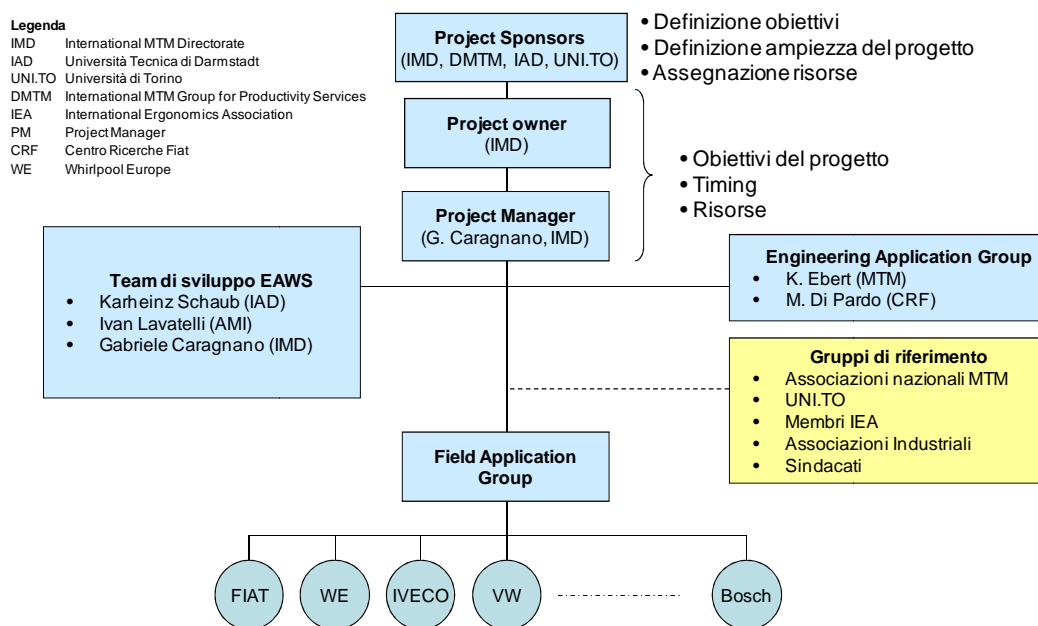 Legenda
IMD International MTM Directorate
IAD Università Tecnica di Darmstadt
UNI.TO Università di Torino
DMTM International MTM Group for Productivity Services
IEA International Ergonomics Association
PM Project Manager
CRF Centro Ricerche Fiat
WE Whirlpool Europe
Project Sponsors
(IMD, DMTM, IAD, UNI.TO)
• Definizione obiettivi
• Definizione ampiezza del progetto
• Assegnazione risorse
Project owner
(IMD)
Project Manager
(G. Caragnano, IMD)
• Obiettivi del progetto
• Timing
• Risorse
Team di sviluppo EAWS
• Karheinz Schaub (IAD)
• Ivan Lavatelli (AMI)
• Gabriele Caragnano (IMD)
Engineering Application Group
• K. Ebert (MTM)
• M. Di Pardo (CRF)
Gruppi di riferimento
• Associazioni nazionali MTM
• UNI.TO
• Membri IEA
• Associazioni Industriali
• Sindacati
Field Application
Group
FIAT
WE
IVECO
VW
Bosch